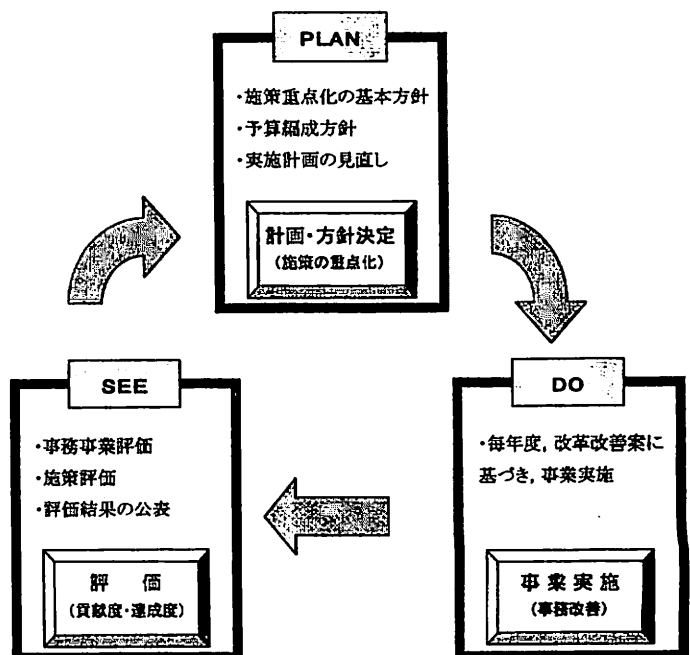 PLAN
・施策重点化の基本方針
・予算編成方針
・実施計画の見直し
計画・方針決定
(施策の重点化)
SEE
・事務事業評価
・施策評価
・評価結果の公表
評 価
(貢献度・達成度)
DO
・毎年度, 改革改善案に
基づき, 事業実施
事業実施
(事務改善)